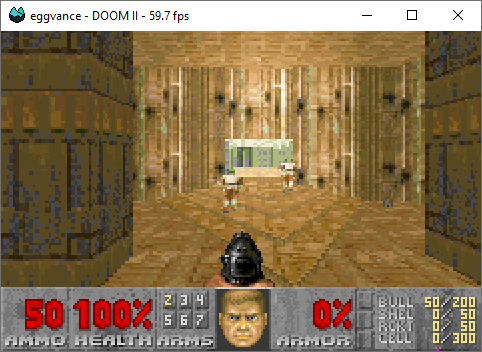 eggvance - DOOM II - 59.7 fps
50 100% 2 3 4 0% BULL 50/200
5 6 7 SHEL 0/50
RCKT 0/50
CELL 0/300
AMMO HEALTH ARMS ARMOR